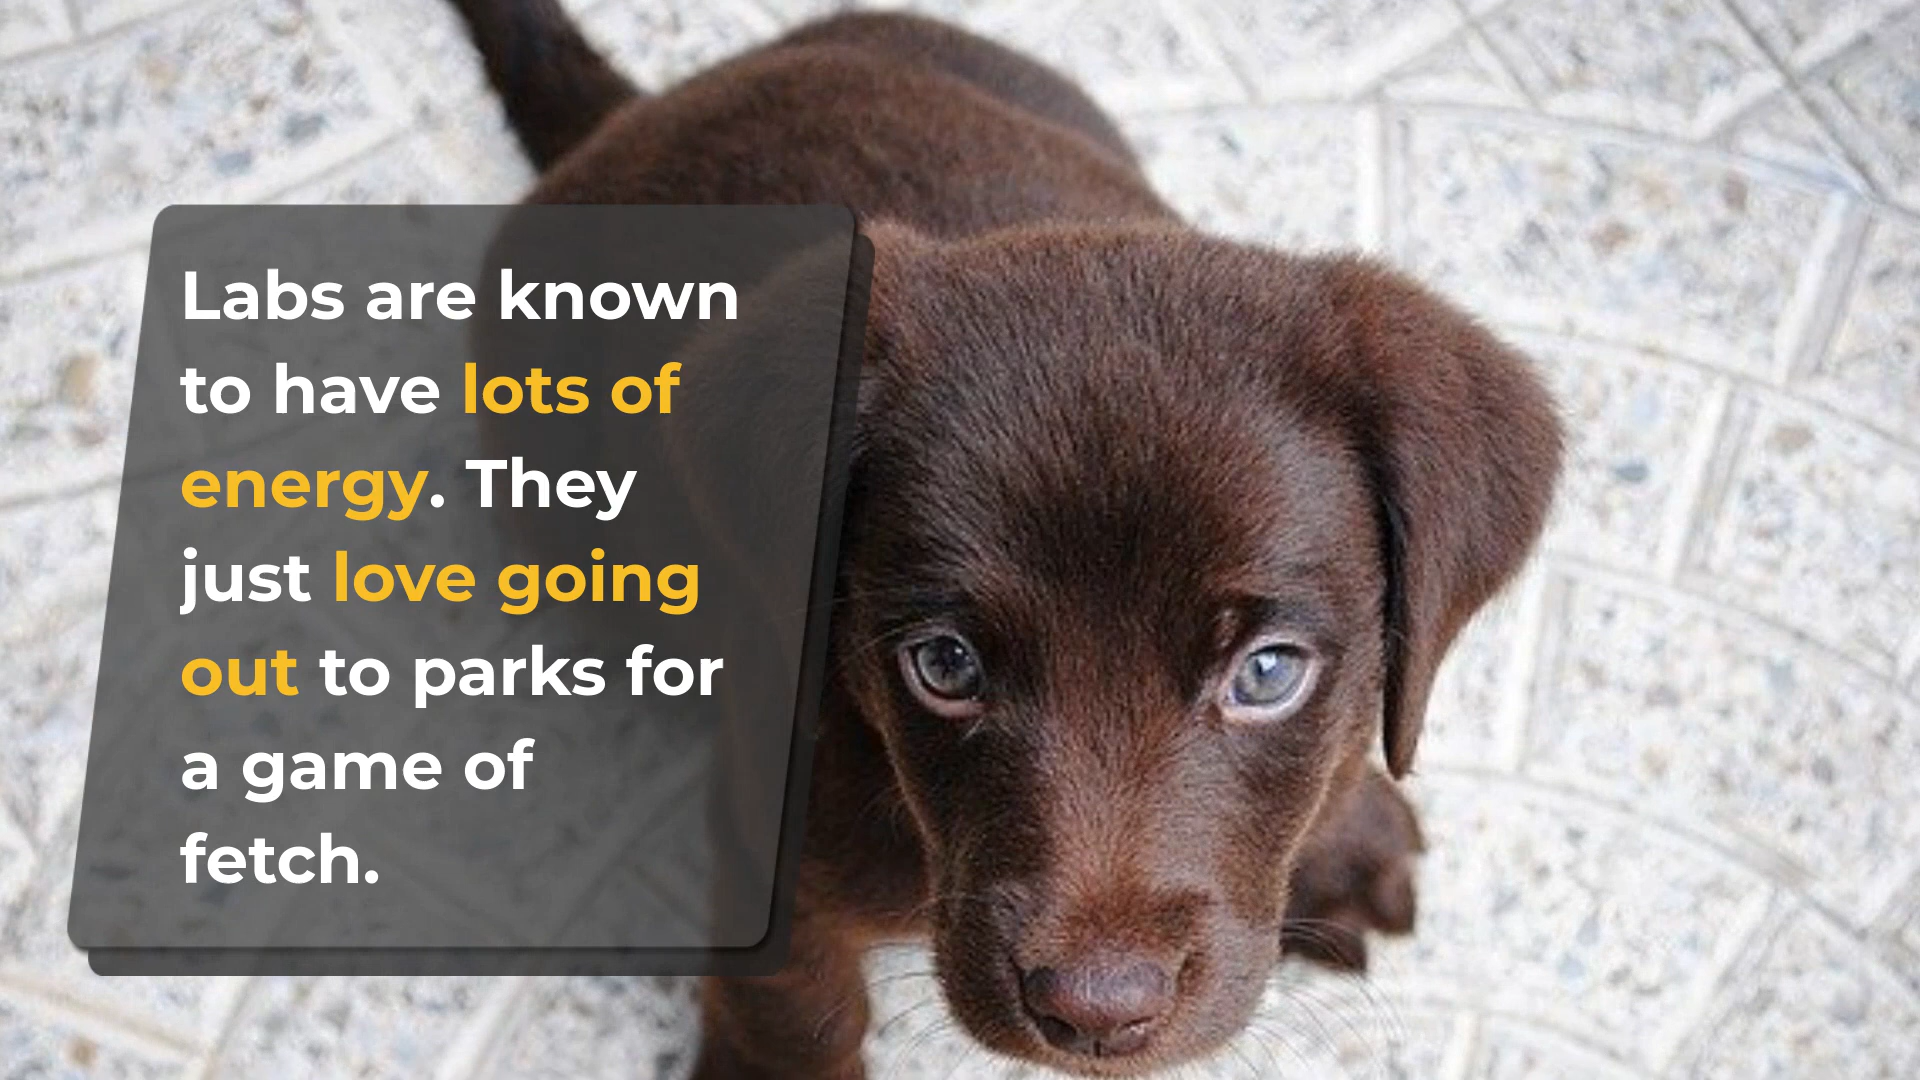 Labs are known
to have lots of
energy. They
just love going
out to parks for
a game of
fetch.